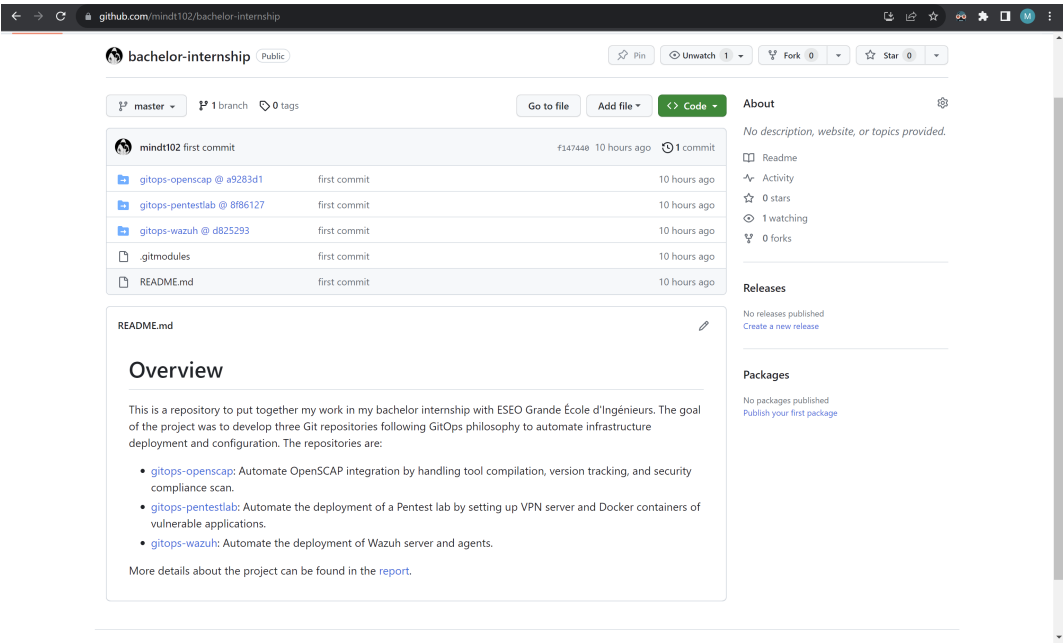 github.com/mindt102/bachelor-internship
M
bachelor-internship Public
Pin Unwatch 1 Fork 0 Star 0
master 1 branch 0 tags Go to file Add file <> Code
mindt102 first commit f147440 10 hours ago 1 commit
gitops-openscap @ a9283d1 first commit 10 hours ago
gitops-pentestlab @ 8f86127 first commit 10 hours ago
gitops-wazuh @ d825293 first commit 10 hours ago
.gitmodules first commit 10 hours ago
README.md first commit 10 hours ago
README.md
Overview
This is a repository to put together my work in my bachelor internship with ESEO Grande École d'Ingénieurs. The goal
of the project was to develop three Git repositories following GitOps philosophy to automate infrastructure
deployment and configuration. The repositories are:
• gitops-openscap: Automate OpenSCAP integration by handling tool compilation, version tracking, and security
compliance scan.
• gitops-pentestlab: Automate the deployment of a Pentest lab by setting up VPN server and Docker containers of
vulnerable applications.
• gitops-wazuh: Automate the deployment of Wazuh server and agents.
More details about the project can be found in the report.
About
No description, website, or topics provided.
Readme
Activity
0 stars
1 watching
0 forks
Releases
No releases published
Create a new release
Packages
No packages published
Publish your first package